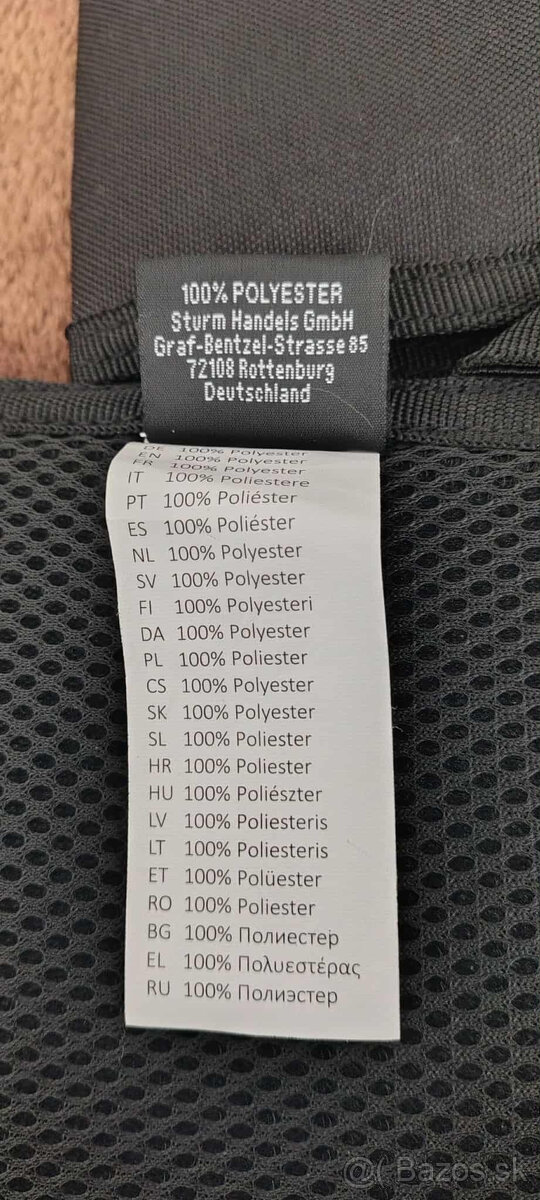 100% POLYESTER
Sturm Handels GmbH
Graf-Bentzel-Strasse 85
72108 Rottenburg
Deutschland
DE 100% Polyester
EN 100% Polyester
FR 100% Polyester
IT 100% Poliestere
PT 100% Poliéster
ES 100% Poliéster
NL 100% Polyester
SV 100% Polyester
FI 100% Polyesteri
DA 100% Polyester
PL 100% Poliester
CS 100% Polyester
SK 100% Polyester
SL 100% Poliester
HR 100% Poliester
HU 100% Poliészter
LV 100% Poliesteris
LT 100% Poliesteris
ET 100% Polüester
RO 100% Poliester
BG 100% Полиестер
EL 100% Πολυεστέρας
RU 100% Полиэстер
@( Bazos.sk